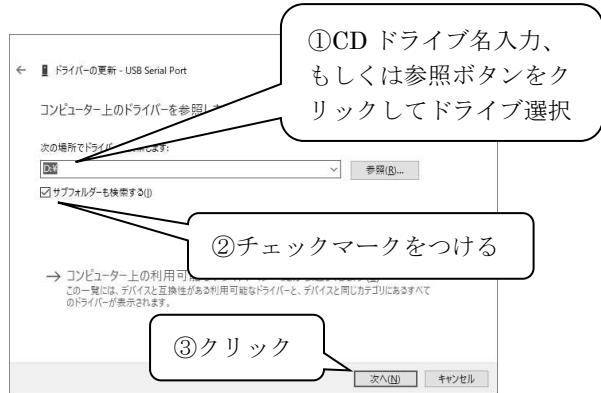 ①CD ドライブ名入力、
もしくは参照ボタンをク
リックしてドライブ選択
← ドライバーの更新 - USB Serial Port
コンピューター上のドライバーを参照し
次の場所でドライバー します:
D:¥
参照(R)...
サブフォルダーも検索する(I)
②チェックマークをつける
→ コンピューター上の利用可能
この一覧には、デバイスと互換性がある利用可能なドライバーと、デバイスと同じカテゴリにあるすべて
のドライバーが表示されます。
③クリック
次へ(N) キャンセル